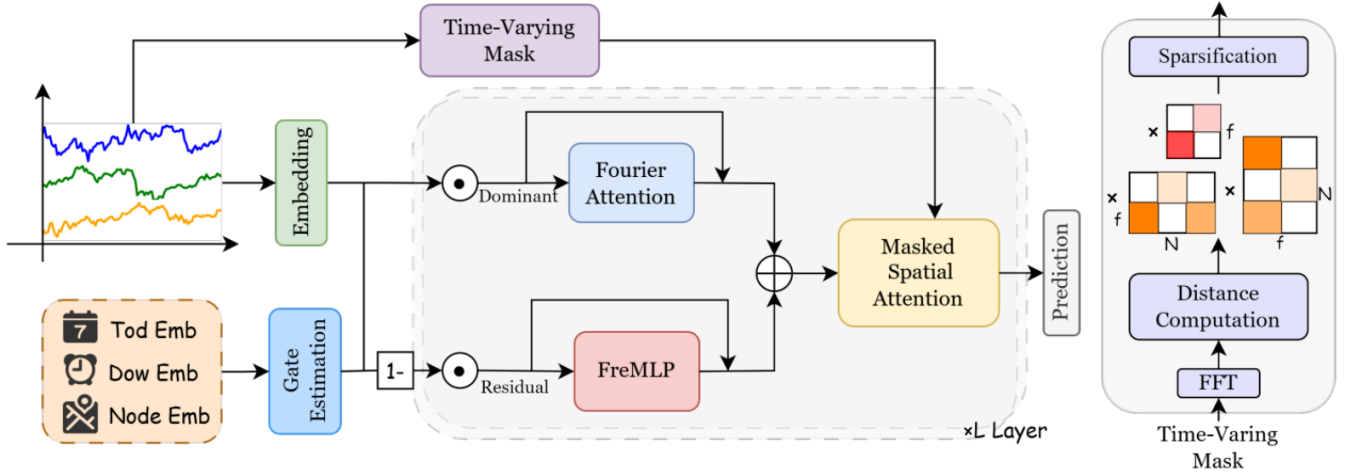 Time-Varying
Mask
Embedding
Dominant
Fourier
Attention
Masked
Spatial
Attention
Prediction
7
Tod Emb
Dow Emb
Node Emb
Gate
Estimation
1-
Residual
FreMLP
×L Layer
Sparsification
× f
× f N
× N f
Distance
Computation
FFT
Time-Varing
Mask